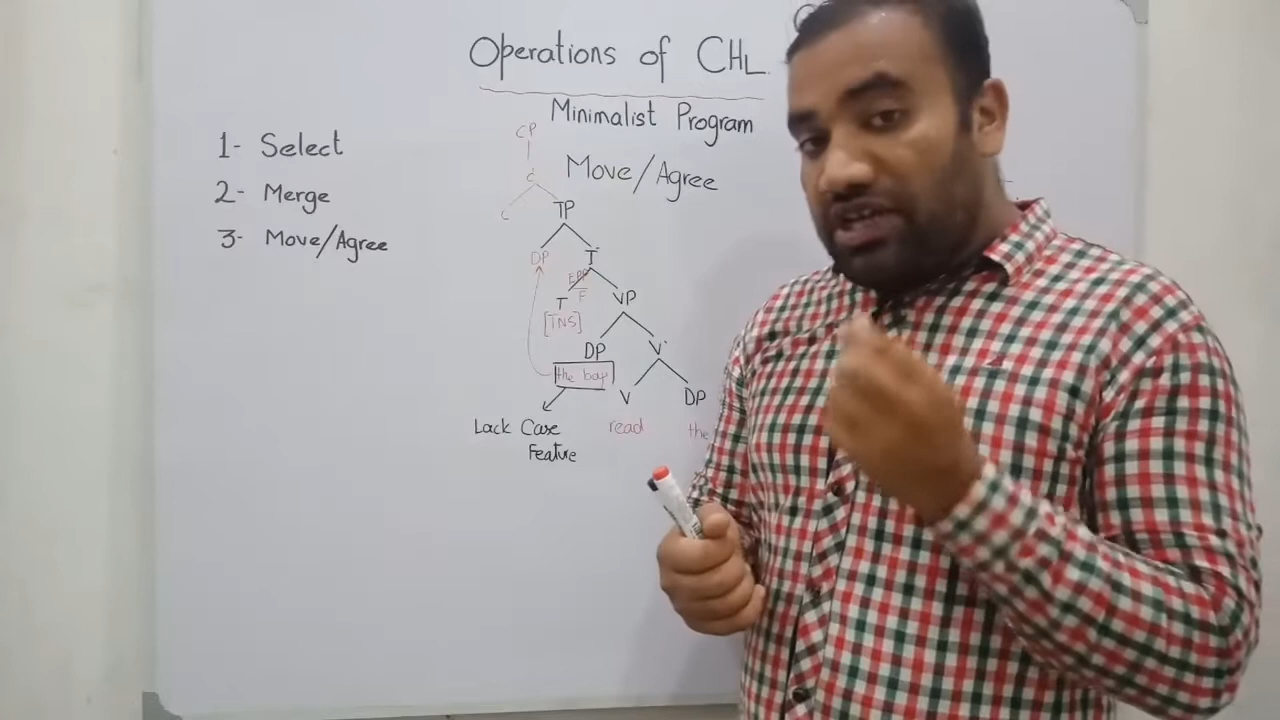 Operations of CHL
Minimalist Program
Move/Agree
1- Select
2- Merge
3- Move/Agree
CP
C'
C
TP
DP
T'
EPP
F
T
VP
[TNS]
DP
V'
the boy
V
DP
Lack Case
Feature
read
the